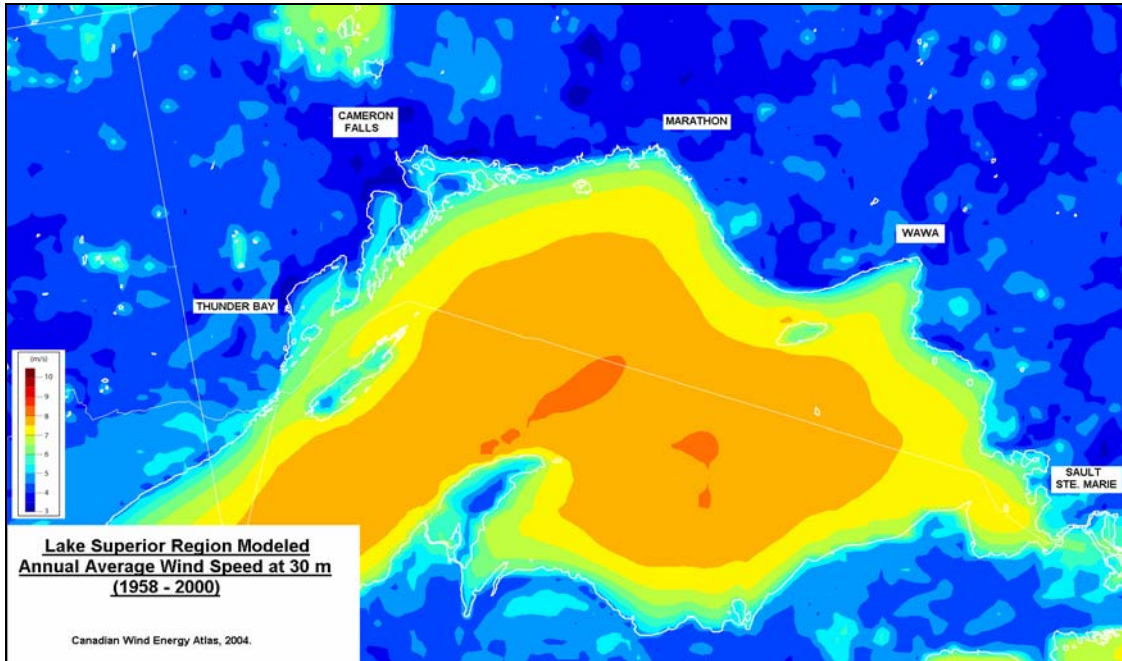 CAMERON
FALLS
MARATHON
WAWA
THUNDER BAY
(m/s)
10
9
8
7
6
5
4
3
SAULT
STE. MARIE
Lake Superior Region Modeled
Annual Average Wind Speed at 30 m
(1958 - 2000)
Canadian Wind Energy Atlas, 2004.